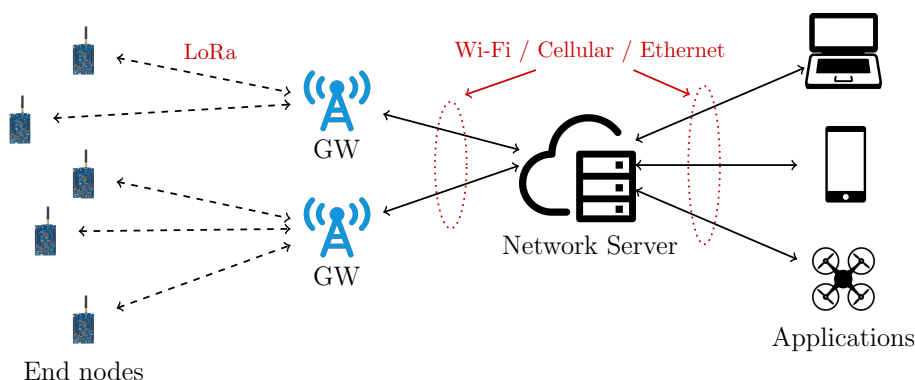 LoRa
Wi-Fi / Cellular / Ethernet
GW
GW
Network Server
Applications
End nodes